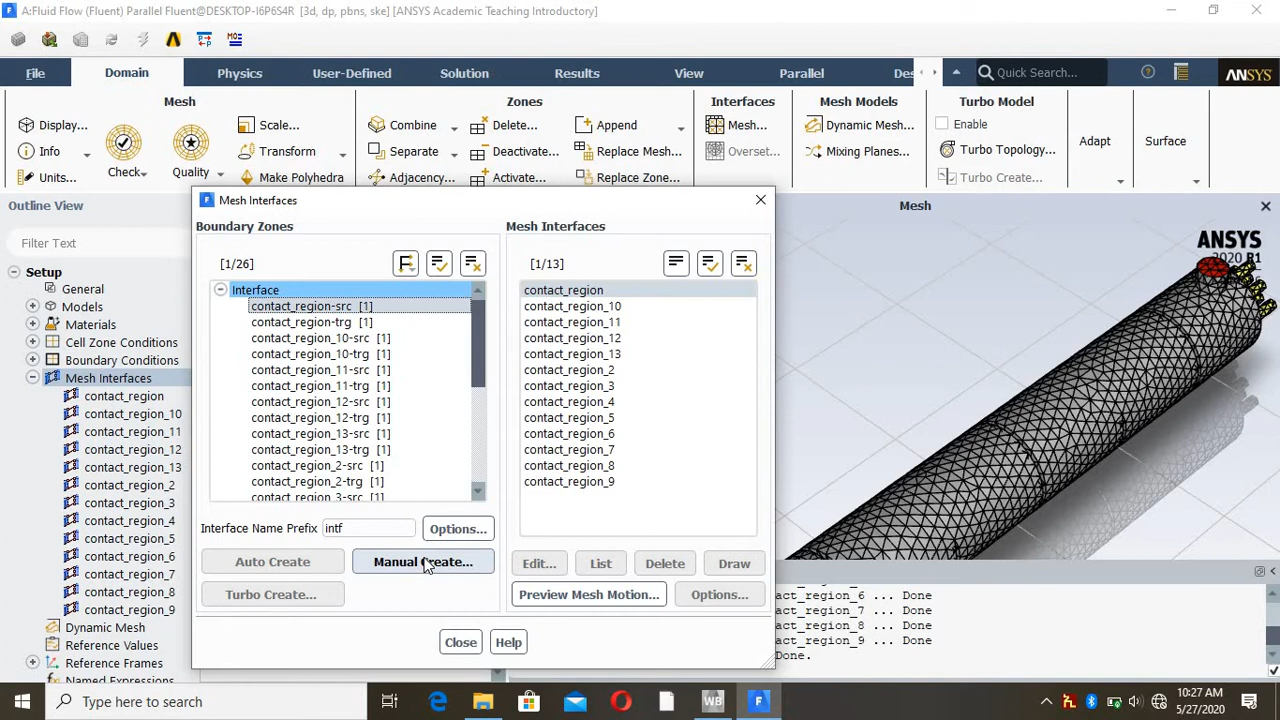 A:Fluid Flow (Fluent) Parallel Fluent@DESKTOP-I6P6S4R [3d, dp, pbns, ske] [ANSYS Academic Teaching Introductory]
File Domain Physics User-Defined Solution Results View Parallel Quick Search... ANSYS
Mesh Zones Interfaces Mesh Models Turbo Model
Display... Scale... Combine Delete... Append Mesh... Dynamic Mesh... Enable
Info Check Quality Transform Separate Deactivate... Replace Mesh... Overset... Mixing Planes... Turbo Topology... Adapt Surface
Units... Make Polyhedra Adjacency... Activate... Replace Zone... Turbo Create...
Outline View
Filter Text
Setup
General
Models
Materials
Cell Zone Conditions
Boundary Conditions
Mesh Interfaces
contact_region
contact_region_10
contact_region_11
contact_region_12
contact_region_13
contact_region_2
contact_region_3
contact_region_4
contact_region_5
contact_region_6
contact_region_7
contact_region_8
contact_region_9
Dynamic Mesh
Reference Values
Reference Frames
Named Expressions
Mesh Interfaces
Boundary Zones
[1/26]
Interface
contact_region-src [1]
contact_region-trg [1]
contact_region_10-src [1]
contact_region_10-trg [1]
contact_region_11-src [1]
contact_region_11-trg [1]
contact_region_12-src [1]
contact_region_12-trg [1]
contact_region_13-src [1]
contact_region_13-trg [1]
contact_region_2-src [1]
contact_region_2-trg [1]
contact_region_3-src [1]
Interface Name Prefix intf Options...
Auto Create Manual Create...
Turbo Create...
Mesh Interfaces
[1/13]
contact_region
contact_region_10
contact_region_11
contact_region_12
contact_region_13
contact_region_2
contact_region_3
contact_region_4
contact_region_5
contact_region_6
contact_region_7
contact_region_8
contact_region_9
Edit... List Delete Draw
Preview Mesh Motion... Options...
Close Help
Mesh
ANSYS
2020 R1
act_region_6 ... Done
act_region_7 ... Done
act_region_8 ... Done
act_region_9 ... Done
Done.
Type here to search
10:27 AM
5/27/2020